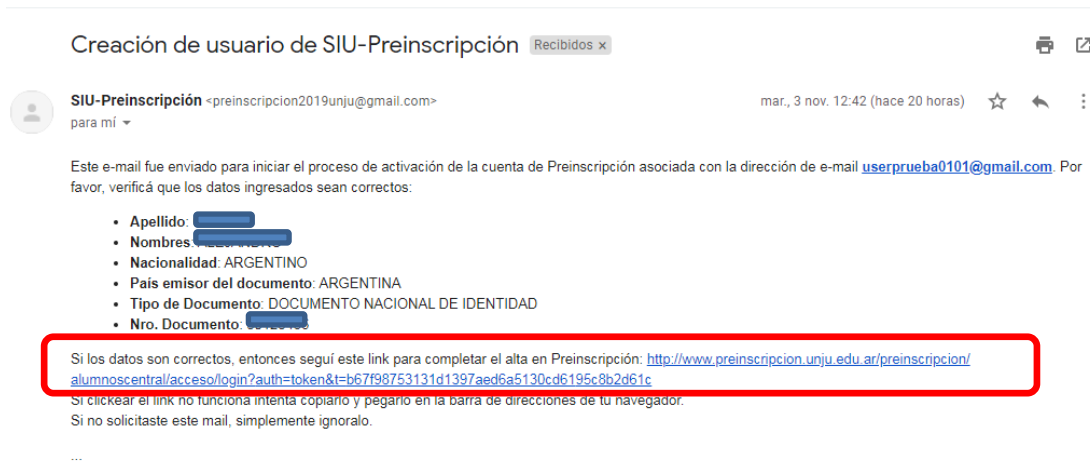 Creación de usuario de SIU-Preinscripción Recibidos x
SIU-Preinscripción <preinscripcion2019unju@gmail.com> mar., 3 nov. 12:42 (hace 20 horas)
para mí
Este e-mail fue enviado para iniciar el proceso de activación de la cuenta de Preinscripción asociada con la dirección de e-mail userprueba0101@gmail.com. Por
favor, verificá que los datos ingresados sean correctos:
• Apellido:
• Nombres:
• Nacionalidad: ARGENTINO
• País emisor del documento: ARGENTINA
• Tipo de Documento: DOCUMENTO NACIONAL DE IDENTIDAD
• Nro. Documento:
Si los datos son correctos, entonces seguí este link para completar el alta en Preinscripción: http://www.preinscripcion.unju.edu.ar/preinscripcion/
alumnoscentral/acceso/login?auth=token&t=b67f98753131d1397aed6a5130cd6195c8b2d61c
Si clickear el link no funciona intentá copiarlo y pegarlo en la barra de direcciones de tu navegador.
Si no solicitaste este mail, simplemente ignoralo.
...